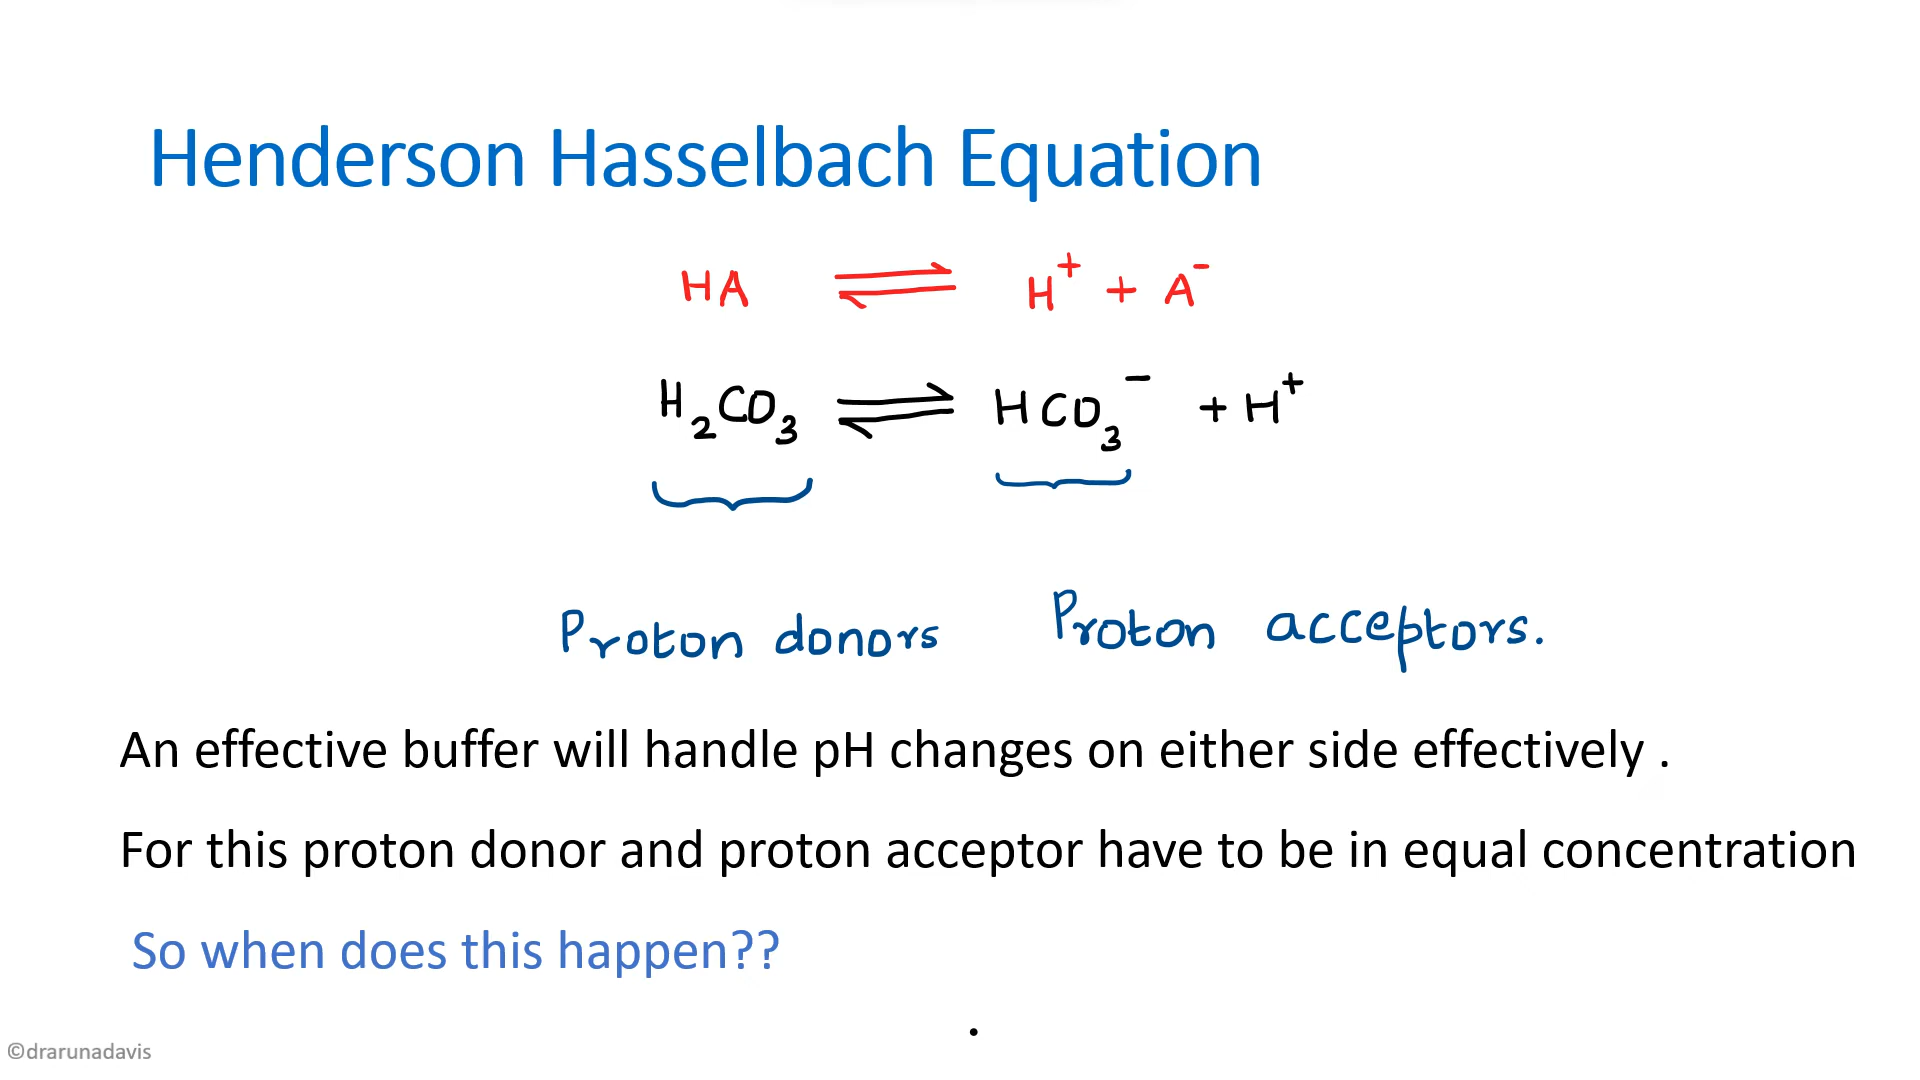 Henderson Hasselbach Equation
HA ⇌ H⁺ + A⁻
H₂CO₃ ⇌ HCO₃⁻ + H⁺
Proton donors Proton acceptors.
An effective buffer will handle pH changes on either side effectively .
For this proton donor and proton acceptor have to be in equal concentration
So when does this happen??
.
©drarunadavis